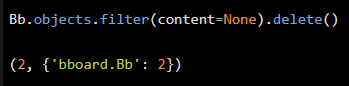 Bb.objects.filter(content=None).delete()
(2, {'bboard.Bb': 2})